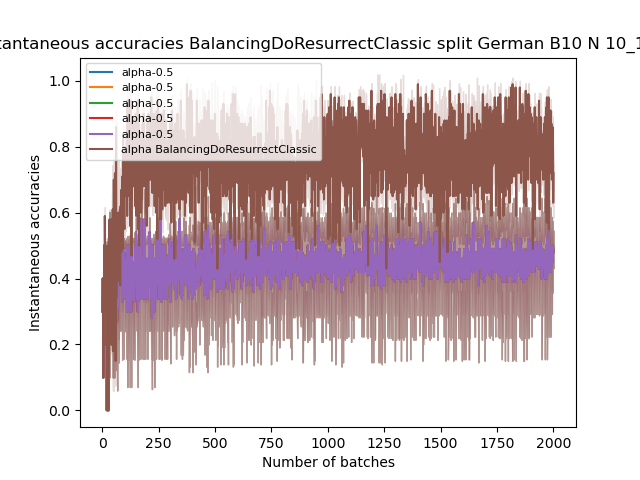 tantaneous accuracies BalancingDoResurrectClassic split German B10 N 10_1
alpha-0.5
alpha-0.5
alpha-0.5
alpha-0.5
alpha-0.5
alpha BalancingDoResurrectClassic
Instantaneous accuracies
1.0
0.8
0.6
0.4
0.2
0.0
0 250 500 750 1000 1250 1500 1750 2000
Number of batches